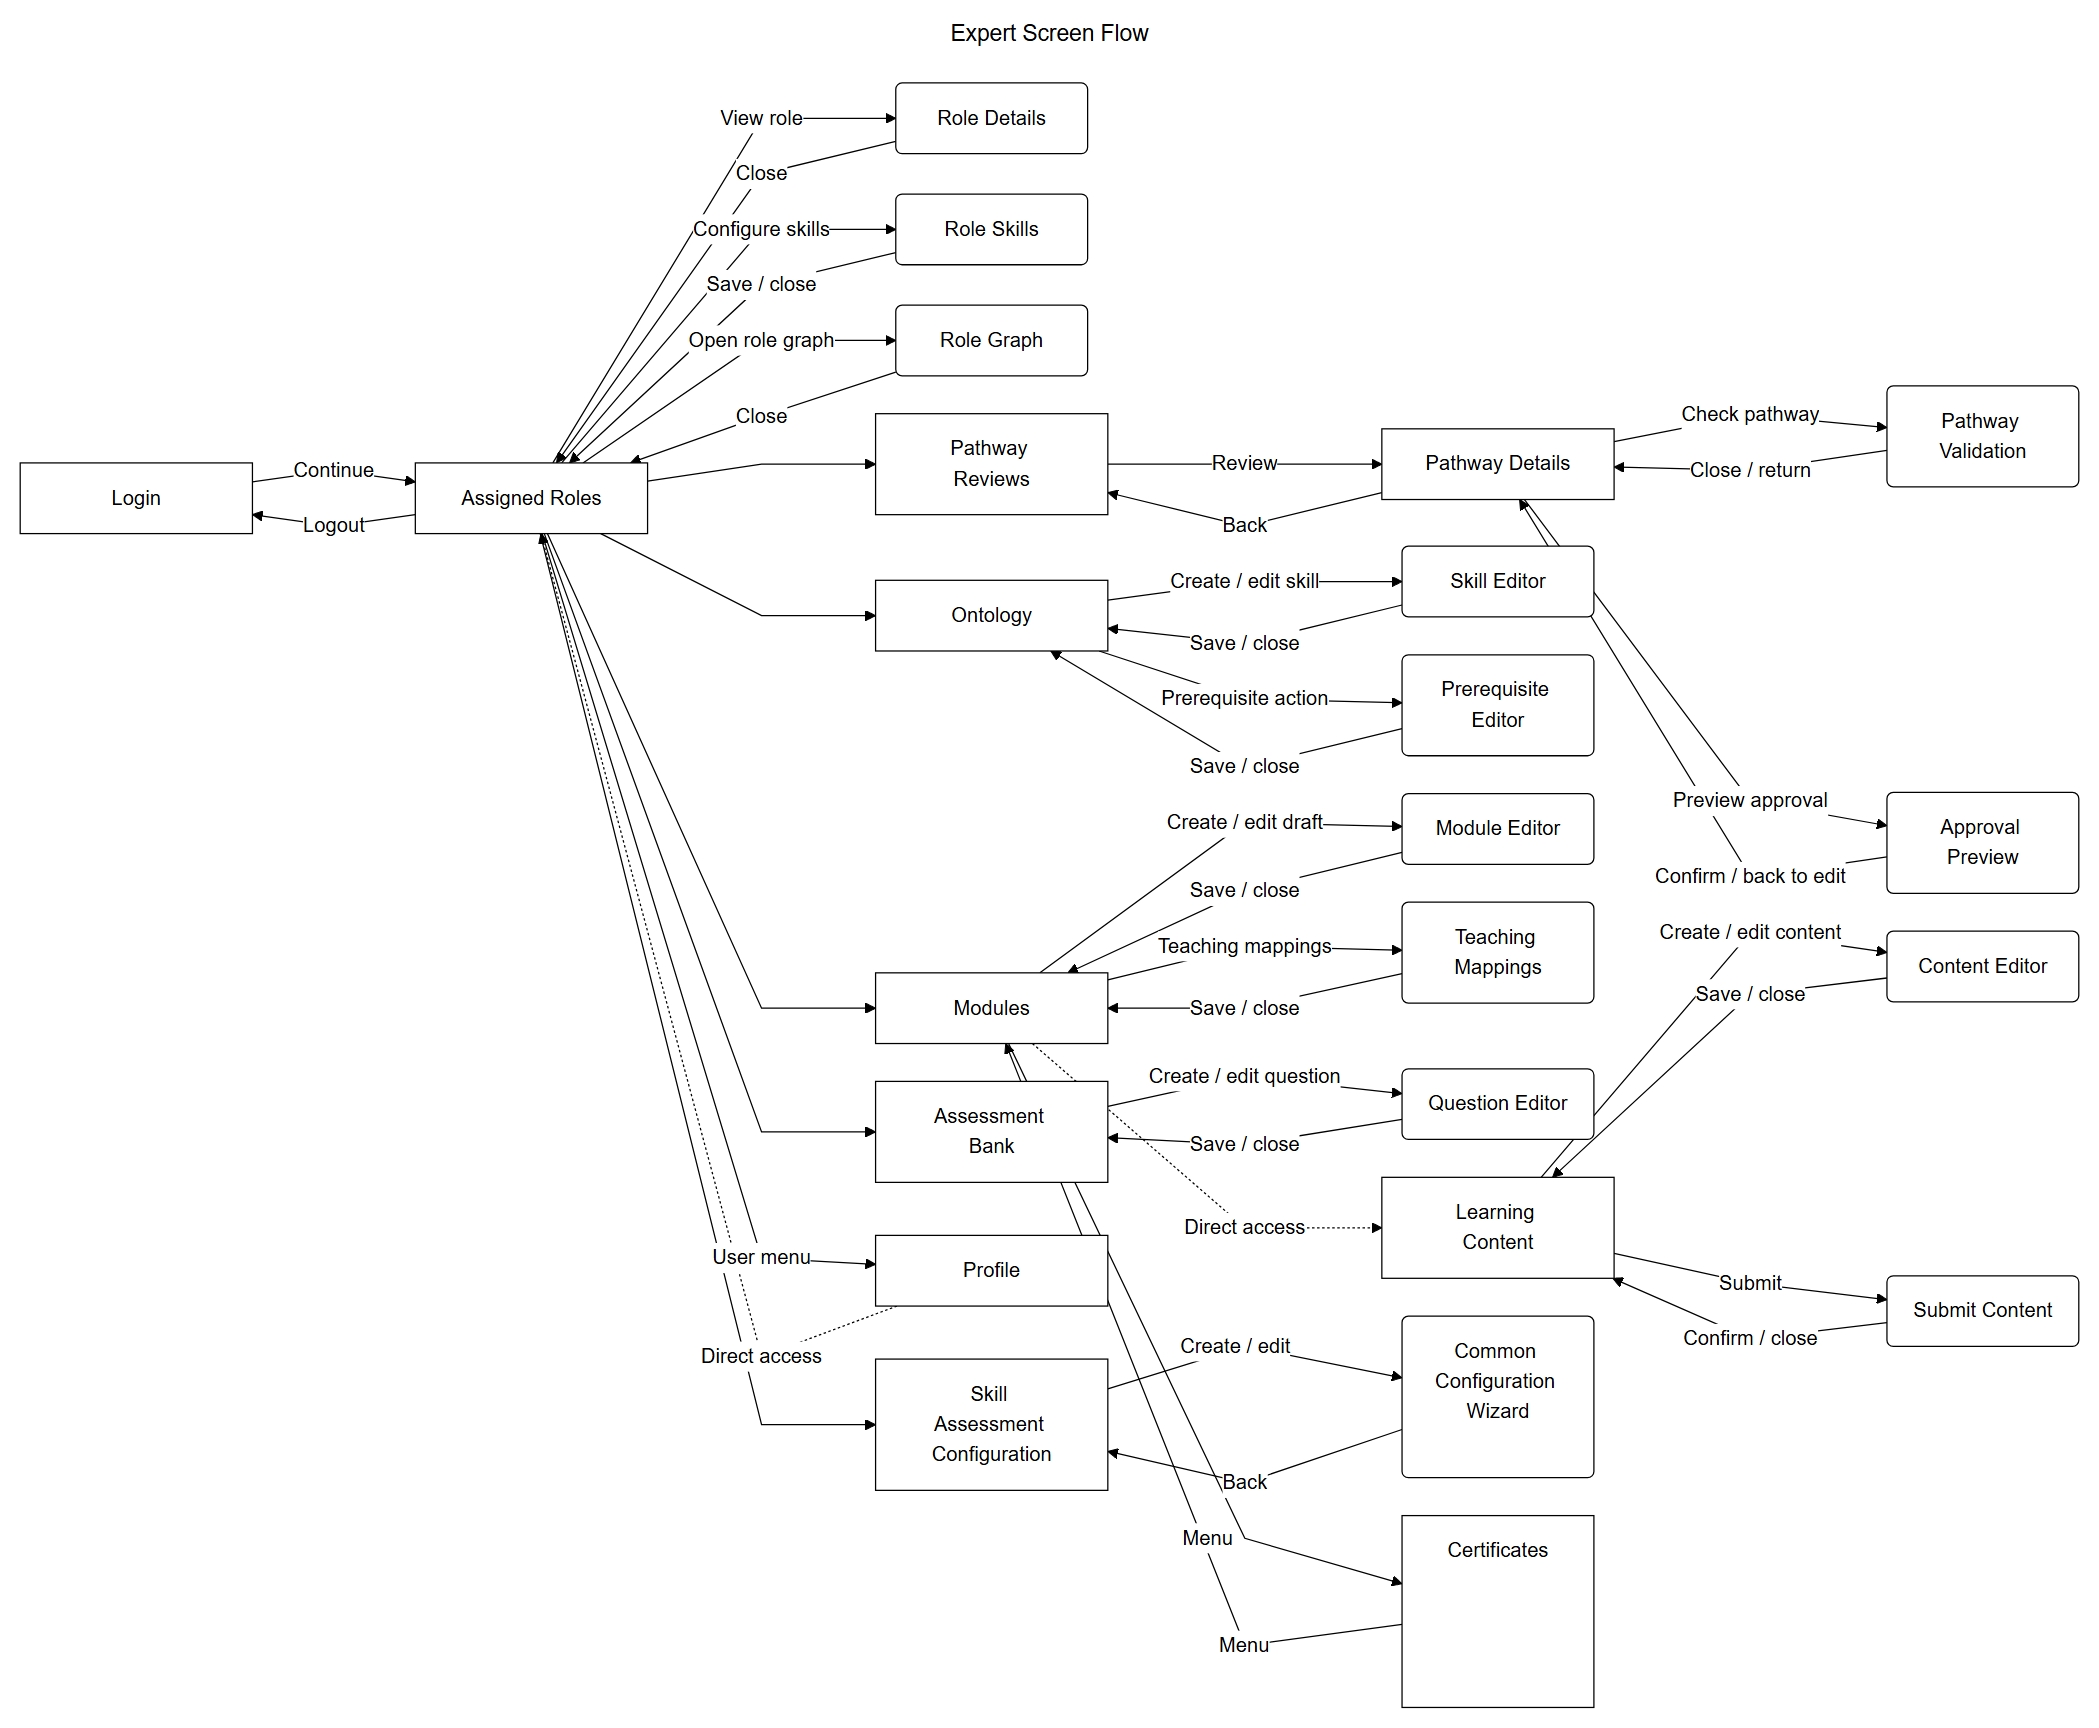 Expert Screen Flow
View role
Role Details
Close
Configure skills
Role Skills
Save / close
Open role graph
Role Graph
Close
Login
Continue
Logout
Assigned Roles
Pathway
Reviews
Review
Back
Pathway Details
Check pathway
Close / return
Pathway
Validation
Ontology
Create / edit skill
Skill Editor
Save / close
Prerequisite action
Prerequisite
Editor
Save / close
Preview approval
Approval
Preview
Confirm / back to edit
Create / edit draft
Module Editor
Save / close
Teaching mappings
Teaching
Mappings
Modules
Save / close
Create / edit content
Content Editor
Save / close
Assessment
Bank
Create / edit question
Question Editor
Save / close
Direct access
Learning
Content
User menu
Profile
Submit
Submit Content
Confirm / close
Direct access
Skill
Assessment
Configuration
Create / edit
Common
Configuration
Wizard
Back
Menu
Certificates
Menu